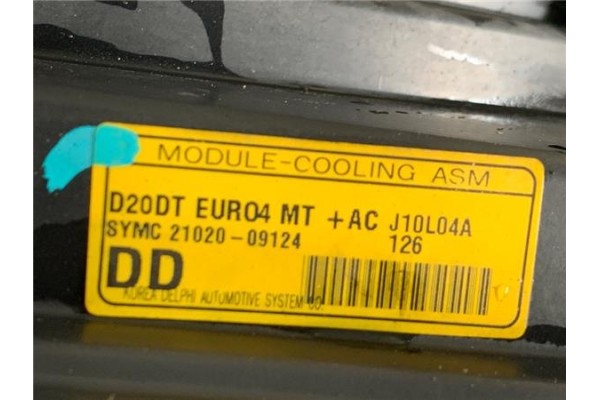 MODULE-COOLING ASM
D20DT EURO4 MT +AC J10L04A
SYMC 21020-09124 126
DD
KOREA DELPHI AUTOMOTIVE SYSTEM CO.